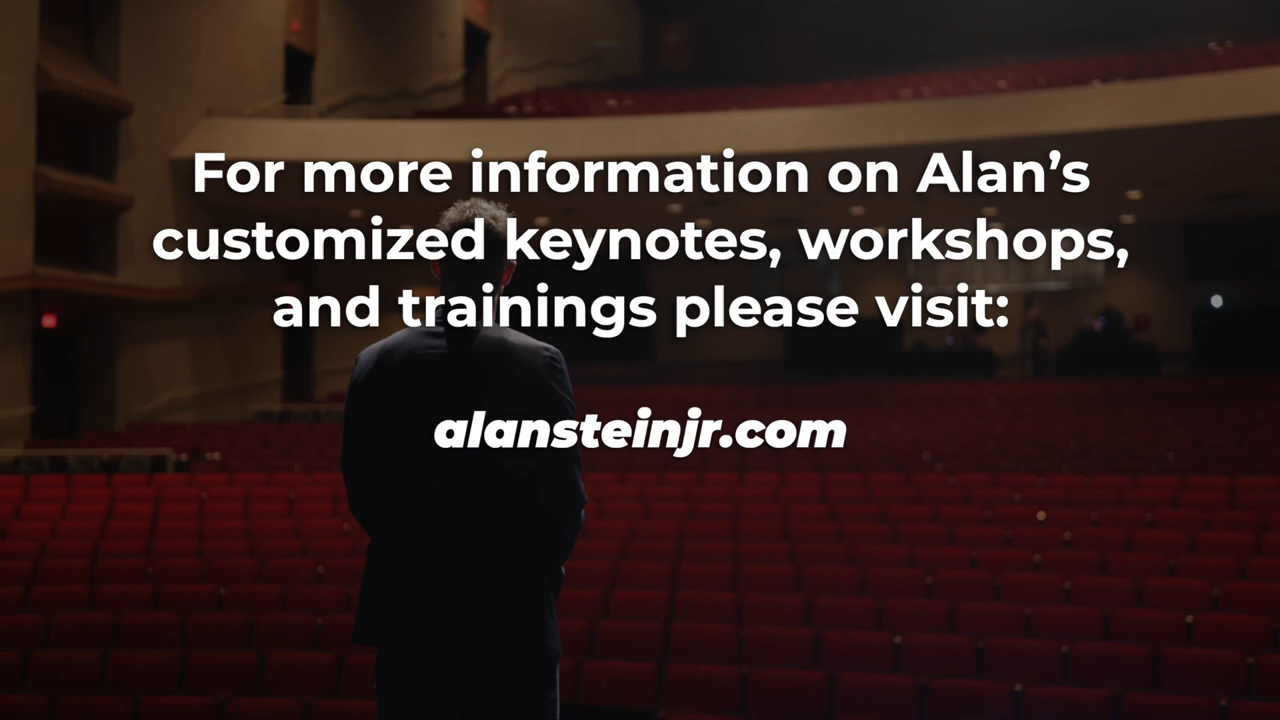 For more information on Alan’s
customized keynotes, workshops,
and trainings please visit:
alansteinjr.com